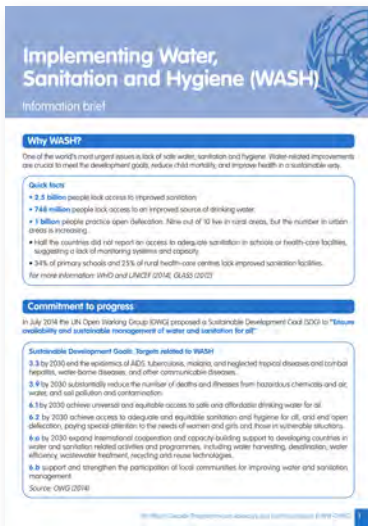 Implementing Water,
Sanitation and Hygiene (WASH)
Information brief
Why WASH?
One of the world's most urgent issues is lack of safe water, sanitation and hygiene. Water-related improvements
are crucial to meet the development goals, reduce child mortality, and improve health in a sustainable way.
Quick facts
• 2.5 billion people lack access to improved sanitation.
• 748 million people lack access to an improved source of drinking water.
• 1 billion people practice open defecation. Nine out of 10 live in rural areas, but the number in urban
areas is increasing.
• Half the countries did not report on access to adequate sanitation in schools or health-care facilities,
suggesting a lack of monitoring systems and capacity.
• 34% of primary schools and 25% of rural health-care centres lack improved sanitation facilities.
For more information: WHO and UNICEF (2014), GLAAS (2012)
Commitment to progress
In July 2014 the UN Open Working Group (OWG) proposed a Sustainable Development Goal (SDG) to "Ensure
availability and sustainable management of water and sanitation for all".
Sustainable Development Goals: Targets related to WASH
3.3 by 2030 end the epidemics of AIDS, tuberculosis, malaria, and neglected tropical diseases and combat
hepatitis, water-borne diseases, and other communicable diseases.
3.9 by 2030 substantially reduce the number of deaths and illnesses from hazardous chemicals and air,
water, and soil pollution and contamination.
6.1 by 2030 achieve universal and equitable access to safe and affordable drinking water for all.
6.2 by 2030 achieve access to adequate and equitable sanitation and hygiene for all, and end open
defecation, paying special attention to the needs of women and girls and those in vulnerable situations.
6.a by 2030 expand international cooperation and capacity-building support to developing countries in
water and sanitation related activities and programmes, including water harvesting, desalination, water
efficiency, wastewater treatment, recycling and reuse technologies.
6.b support and strengthen the participation of local communities for improving water and sanitation
management.
Source: OWG (2014)
UN-Water Decade Programme on Advocacy and Communication (UNW-DPAC)
1